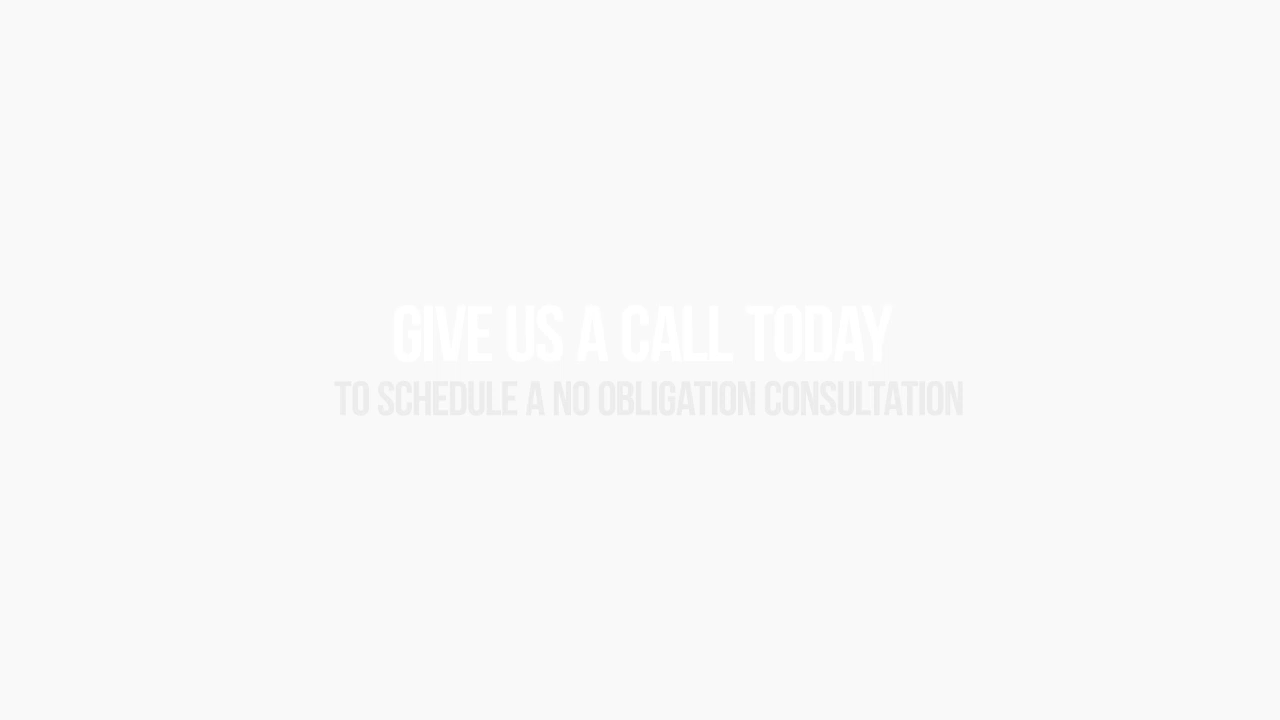 GIVE US A CALL TODAY
TO SCHEDULE A NO OBLIGATION CONSULTATION